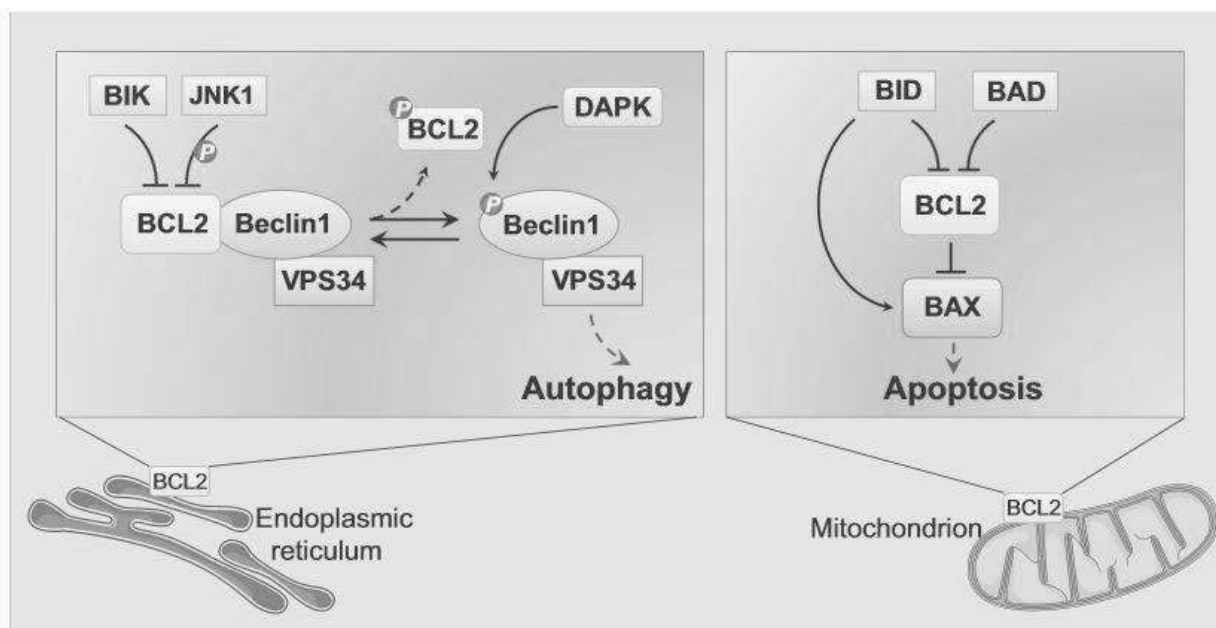 BIK
JNK1
P
BCL2
Beclin1
VPS34
P
BCL2
DAPK
P
Beclin1
VPS34
Autophagy
BID
BAD
BCL2
BAX
Apoptosis
BCL2
Endoplasmic
reticulum
BCL2
Mitochondrion